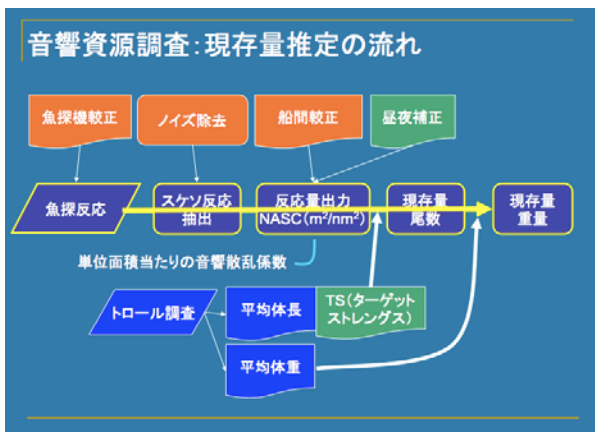 音響資源調査:現存量推定の流れ
魚探機較正
ノイズ除去
船間較正
昼夜補正
魚探反応
スケソ反応
抽出
反応量出力
NASC(m²/nm²)
現存量
尾数
現存量
重量
単位面積当たりの音響散乱係数
トロール調査
平均体長
TS(ターゲット
ストレングス)
平均体重